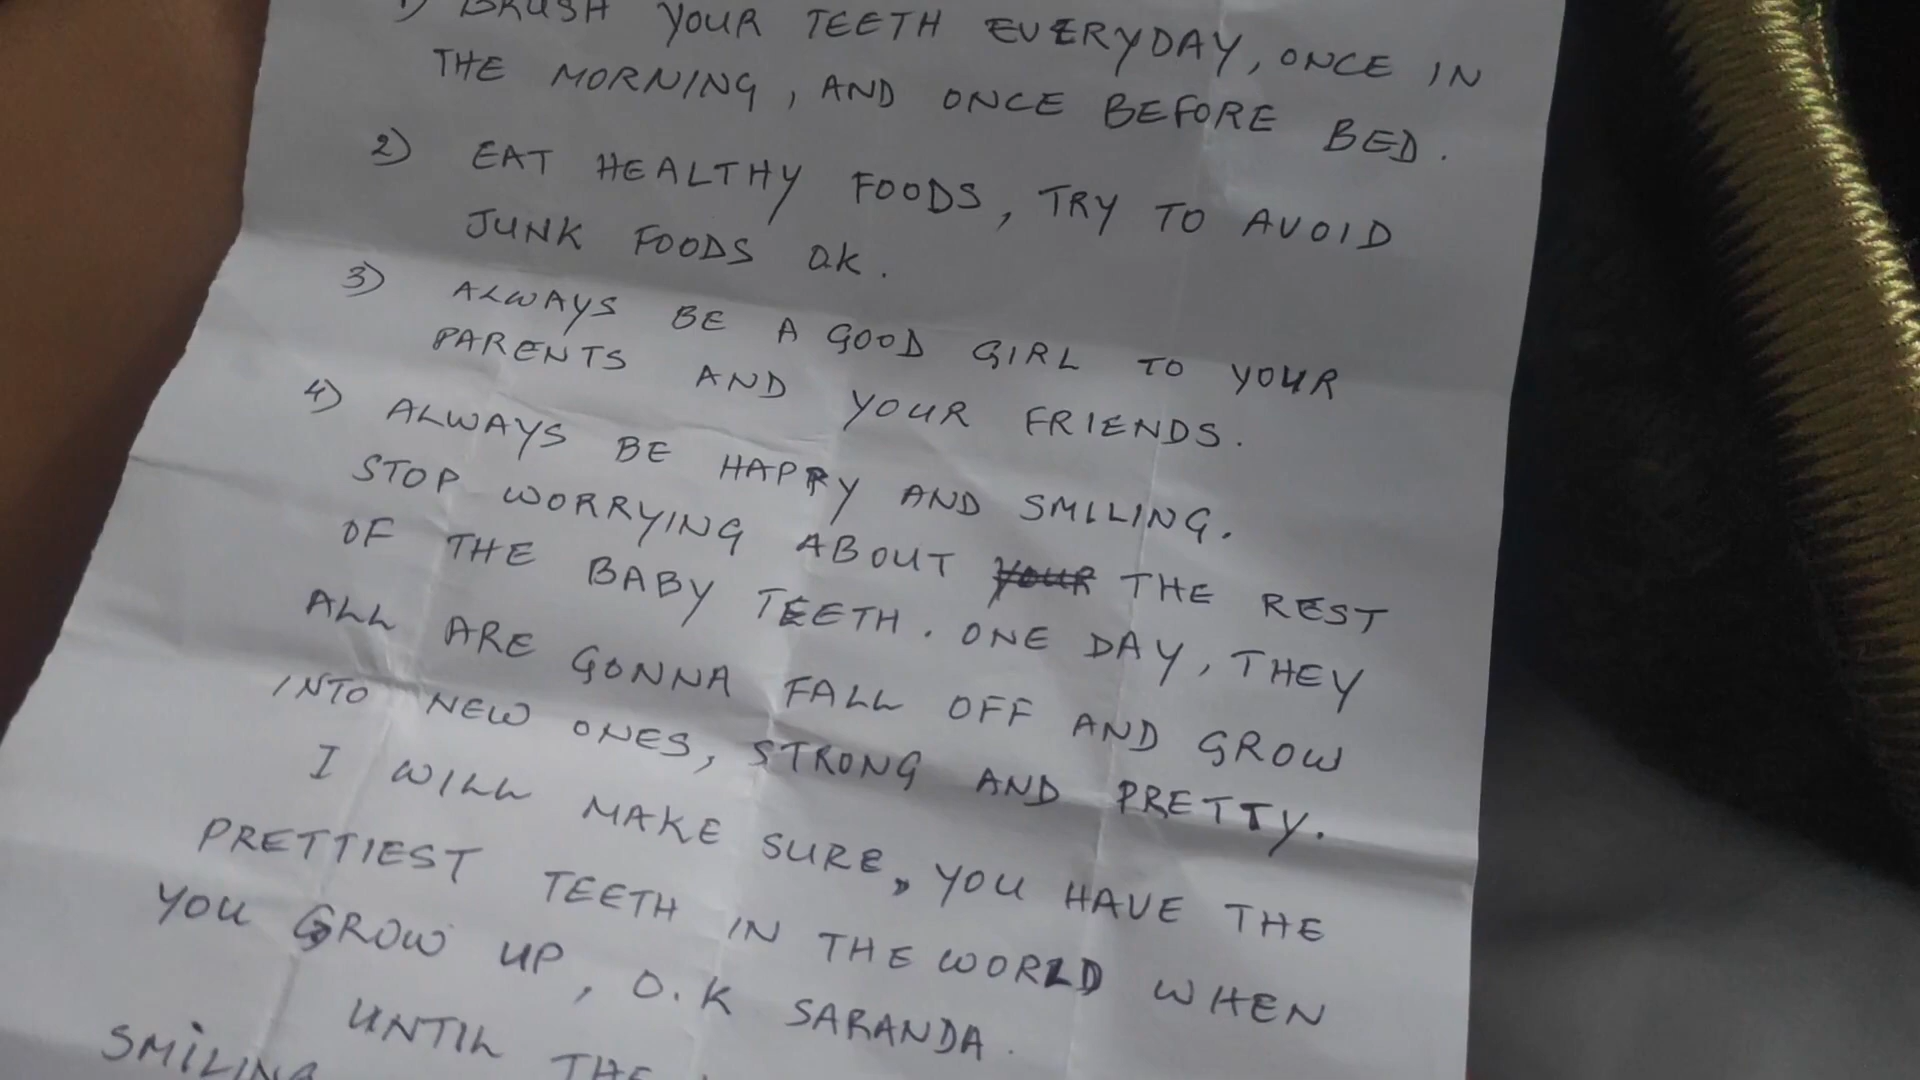 1) BRUSH YOUR TEETH EVERYDAY, ONCE IN
THE MORNING, AND ONCE BEFORE BED.
2) EAT HEALTHY FOODS, TRY TO AVOID
JUNK FOODS OK.
3) ALWAYS BE A GOOD GIRL TO YOUR
PARENTS AND YOUR FRIENDS.
4) ALWAYS BE HAPPY AND SMILING.
STOP WORRYING ABOUT YOUR THE REST
OF THE BABY TEETH. ONE DAY, THEY
ALL ARE GONNA FALL OFF AND GROW
INTO NEW ONES, STRONG AND PRETTY.
I WILL MAKE SURE, YOU HAVE THE
PRETTIEST TEETH IN THE WORLD WHEN
YOU GROW UP, O.K SARANDA.
UNTIL THE
SMILING